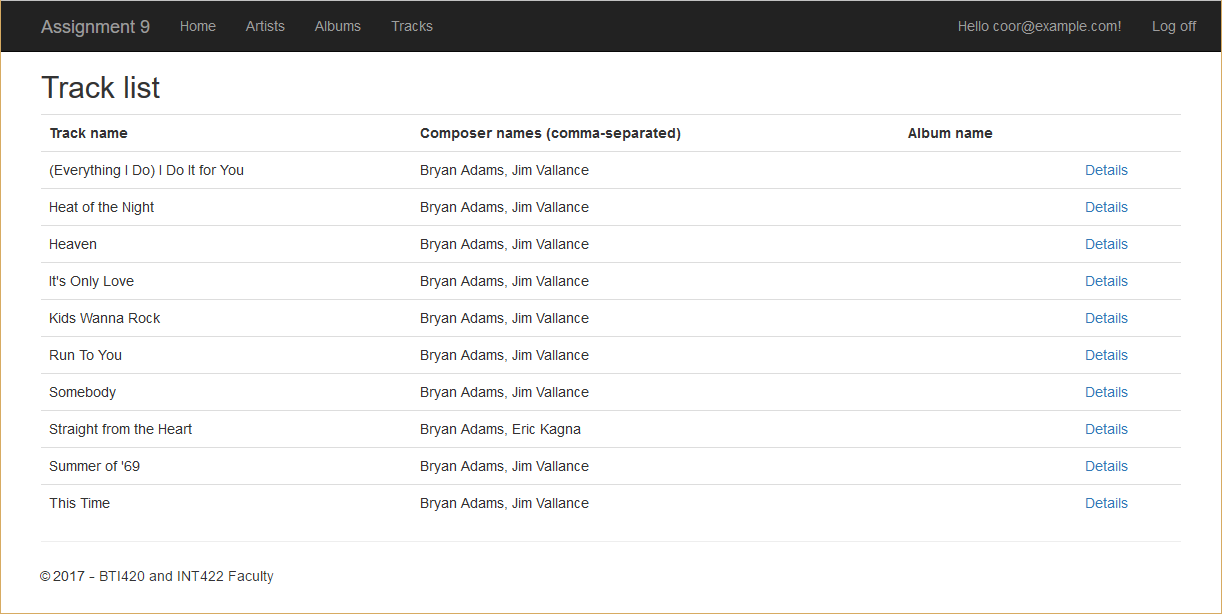 Assignment 9 Home Artists Albums Tracks Hello coor@example.com! Log off
Track list
Track name Composer names (comma-separated) Album name
(Everything I Do) I Do It for You Bryan Adams, Jim Vallance Details
Heat of the Night Bryan Adams, Jim Vallance Details
Heaven Bryan Adams, Jim Vallance Details
It's Only Love Bryan Adams, Jim Vallance Details
Kids Wanna Rock Bryan Adams, Jim Vallance Details
Run To You Bryan Adams, Jim Vallance Details
Somebody Bryan Adams, Jim Vallance Details
Straight from the Heart Bryan Adams, Eric Kagna Details
Summer of '69 Bryan Adams, Jim Vallance Details
This Time Bryan Adams, Jim Vallance Details
© 2017 - BTI420 and INT422 Faculty